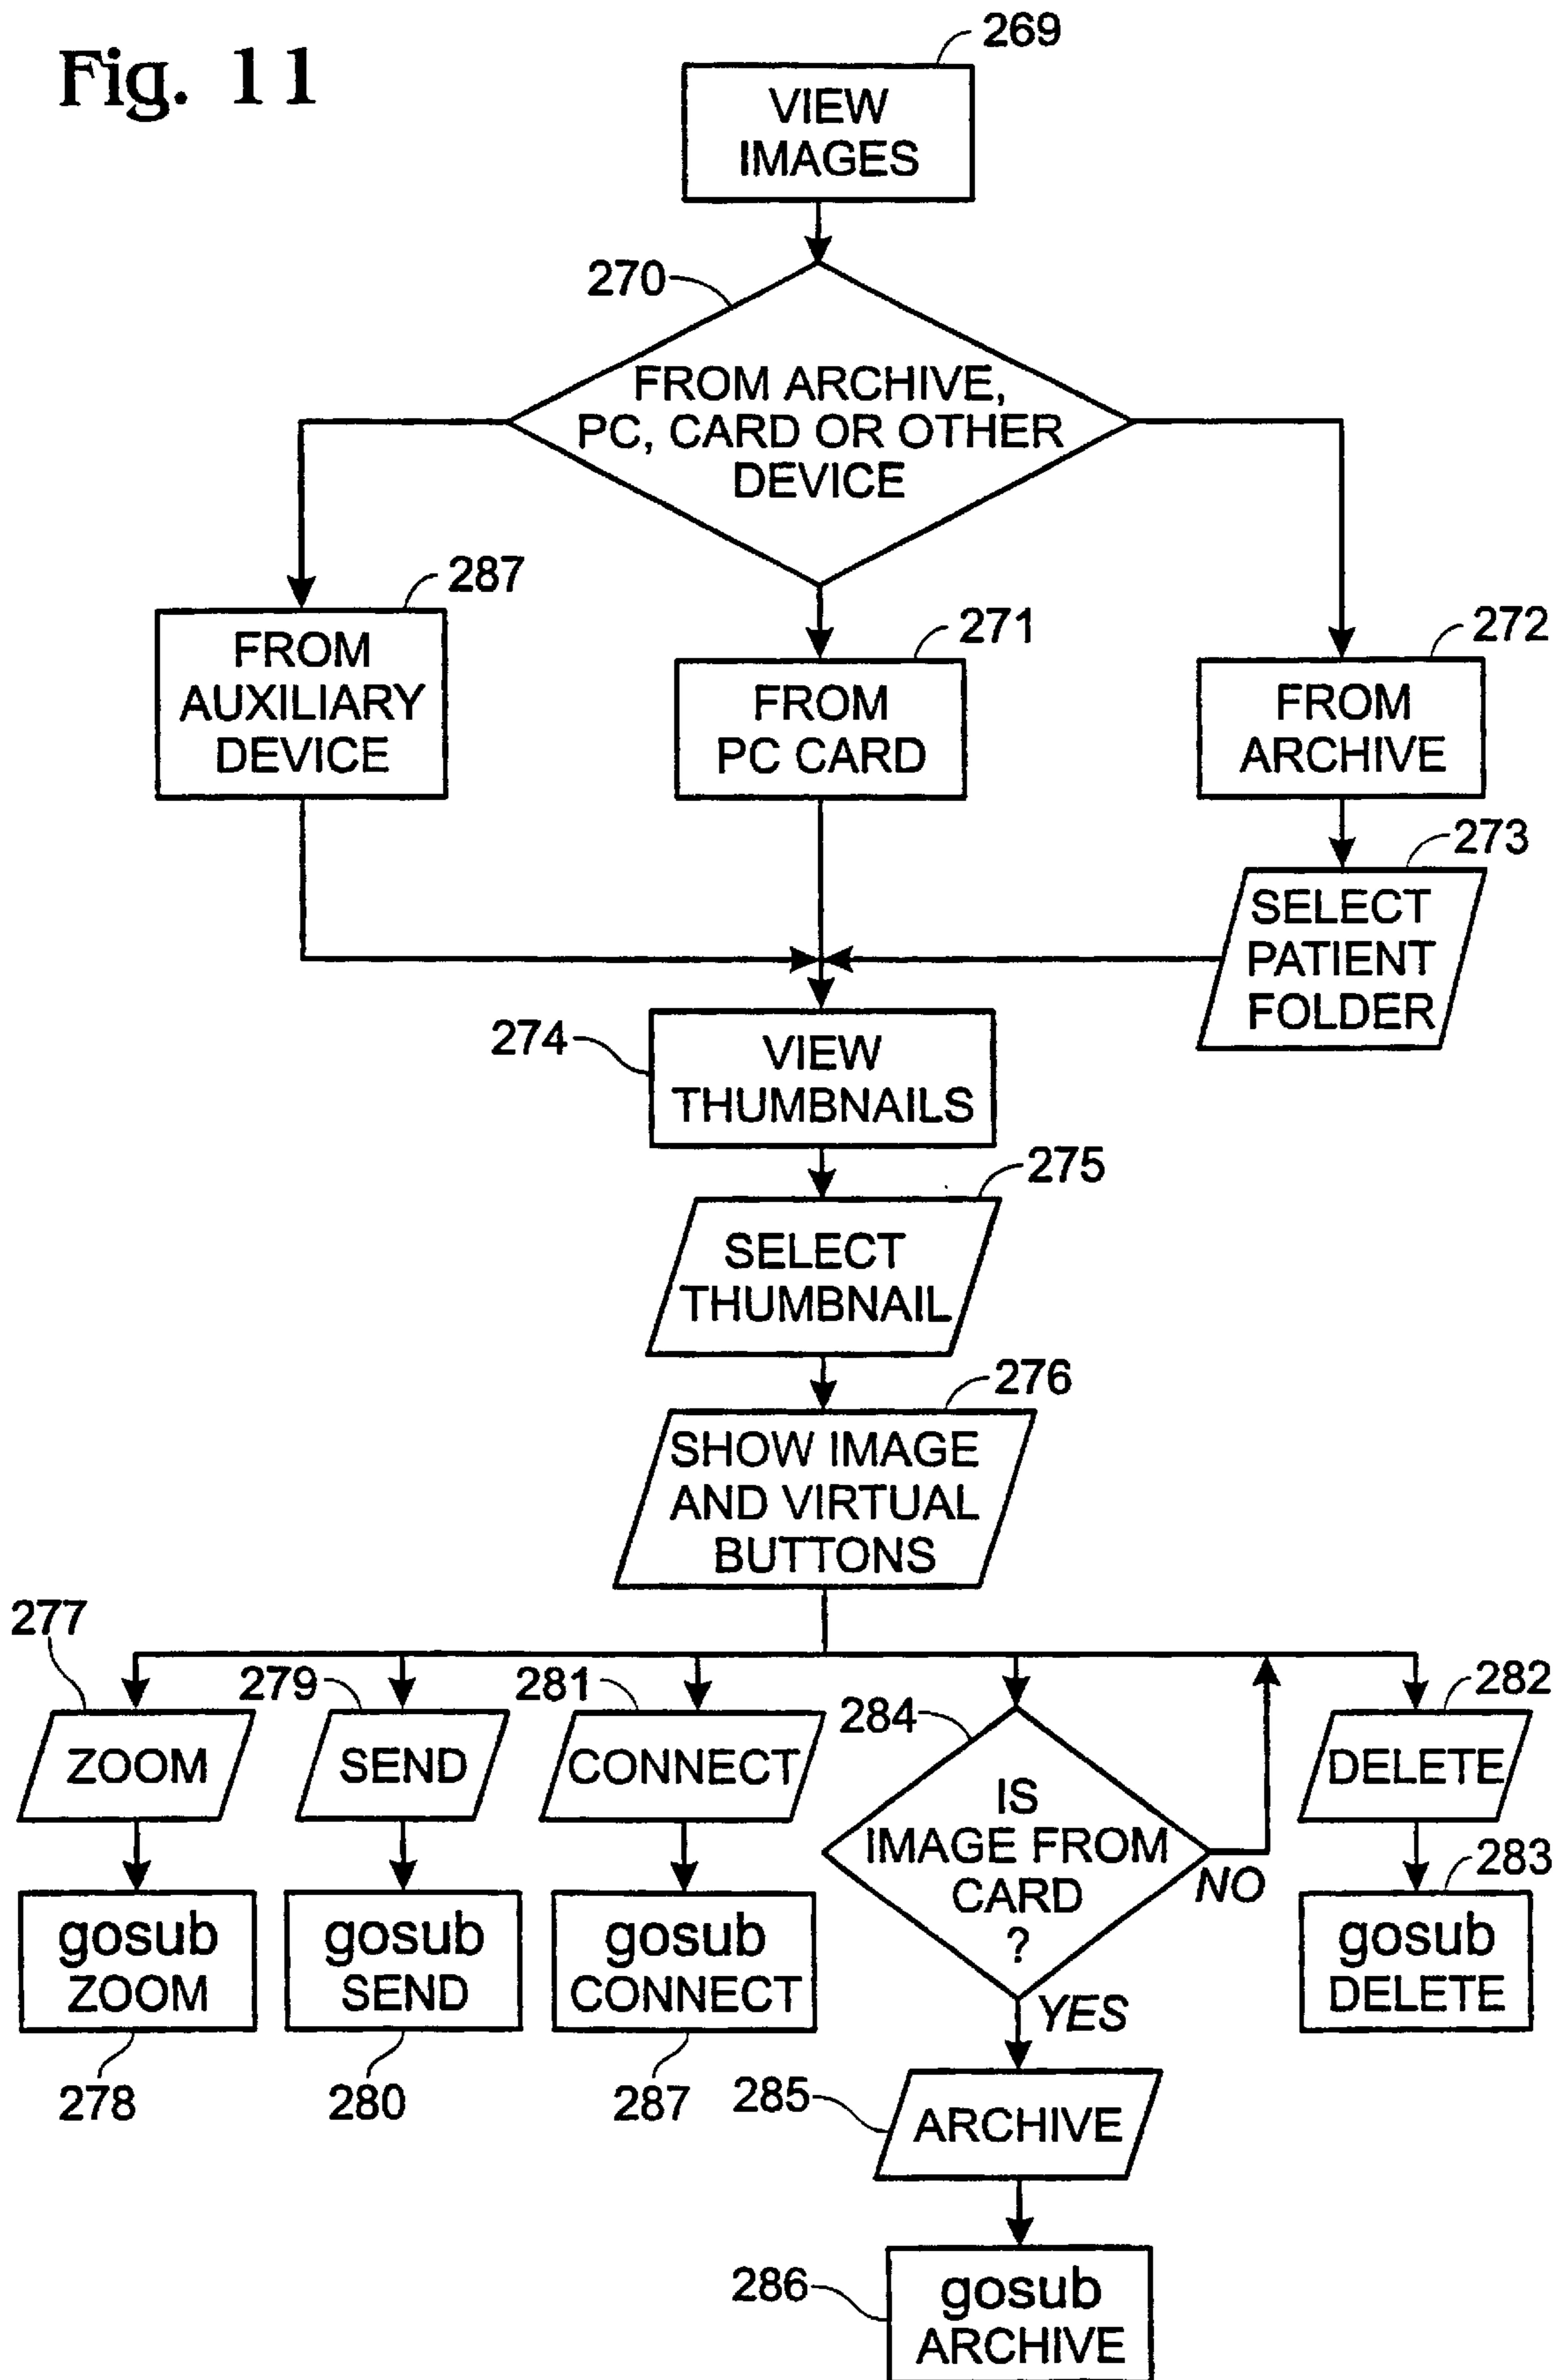 Fig. 11
269
VIEW
IMAGES
270
FROM ARCHIVE,
PC, CARD OR OTHER
DEVICE
287
FROM
AUXILIARY
DEVICE
271
FROM
PC CARD
272
FROM
ARCHIVE
273
SELECT
PATIENT
FOLDER
274
VIEW
THUMBNAILS
275
SELECT
THUMBNAIL
276
SHOW IMAGE
AND VIRTUAL
BUTTONS
277
ZOOM
279
SEND
281
CONNECT
284
IS
IMAGE FROM
CARD
?
NO
YES
282
DELETE
gosub
ZOOM
278
gosub
SEND
280
gosub
CONNECT
287
283
gosub
DELETE
285
ARCHIVE
286
gosub
ARCHIVE